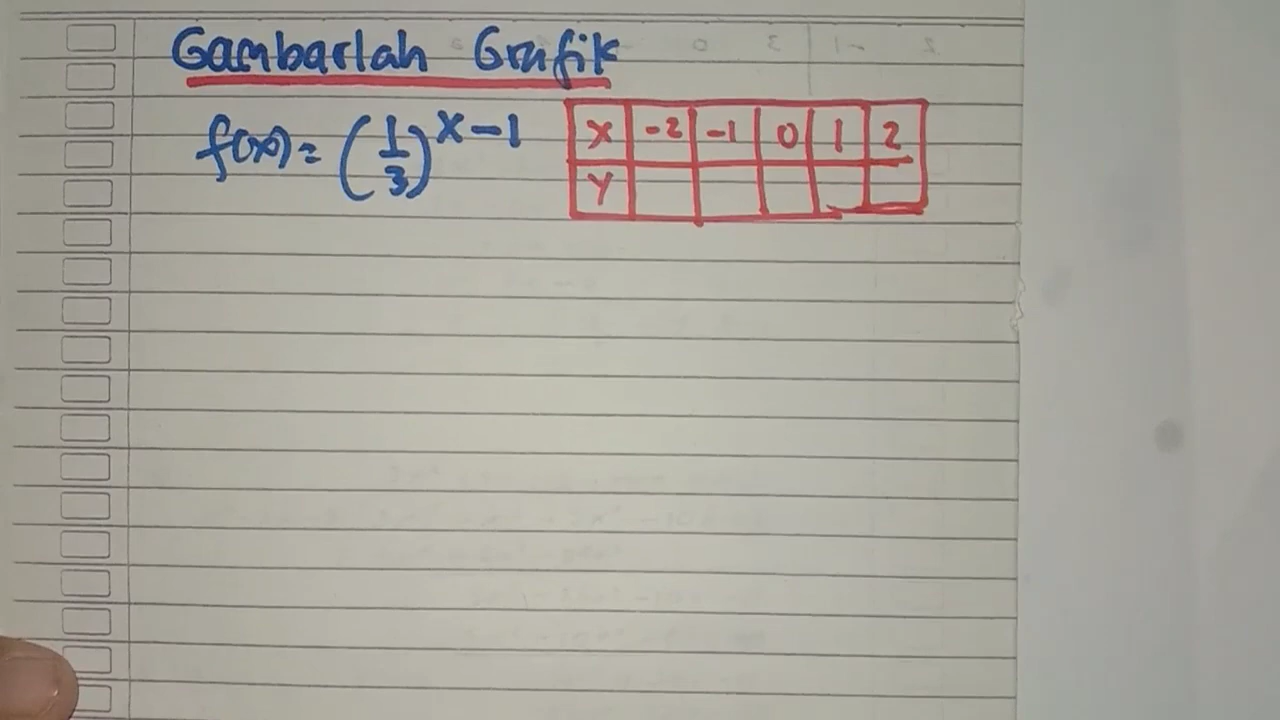 Gambarlah Grafik
f(x) = (1/3)^x-1
X -2 -1 0 1 2
Y